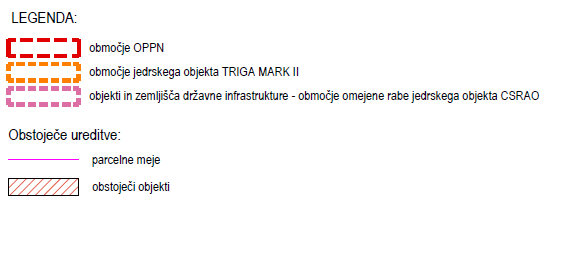 LEGENDA:
območje OPPN
območje jedrskega objekta TRIGA MARK II
objekti in zemljišča državne infrastrukture - območje omejene rabe jedrskega objekta CSRAO
Obstoječe ureditve:
parcelne meje
obstoječi objekti